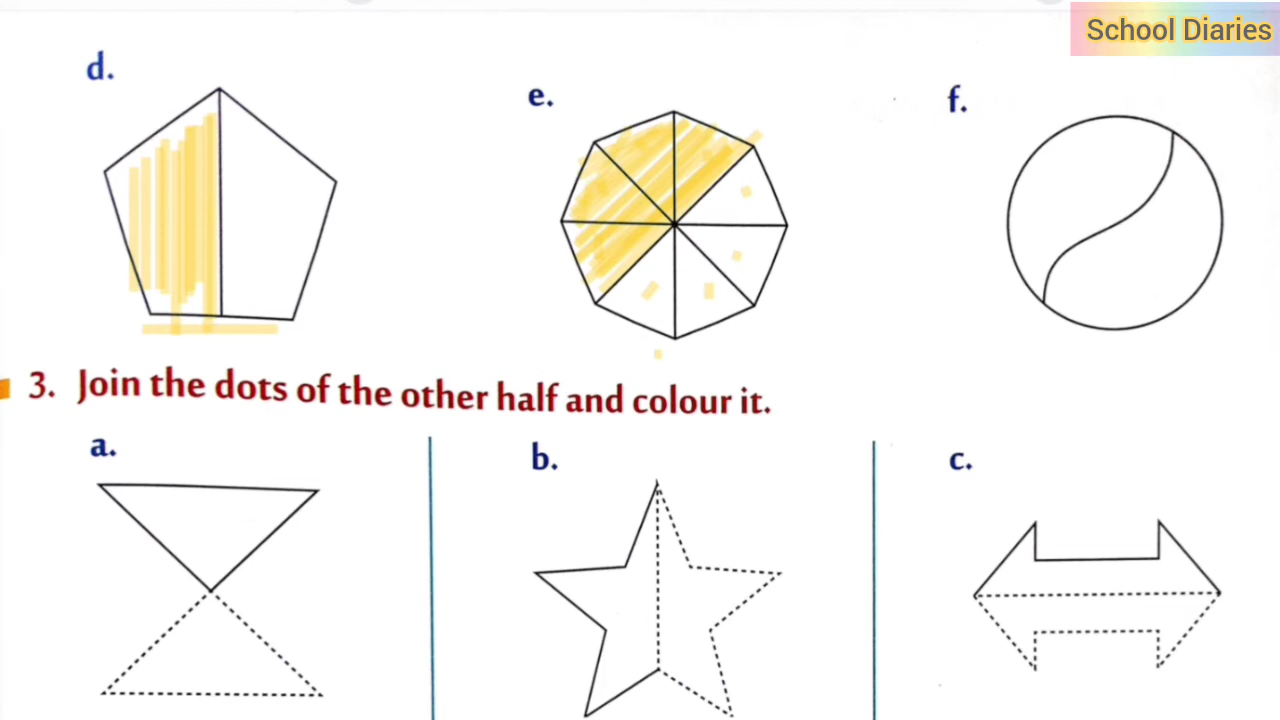 School Diaries
d.
e.
f.
3. Join the dots of the other half and colour it.
a.
b.
c.